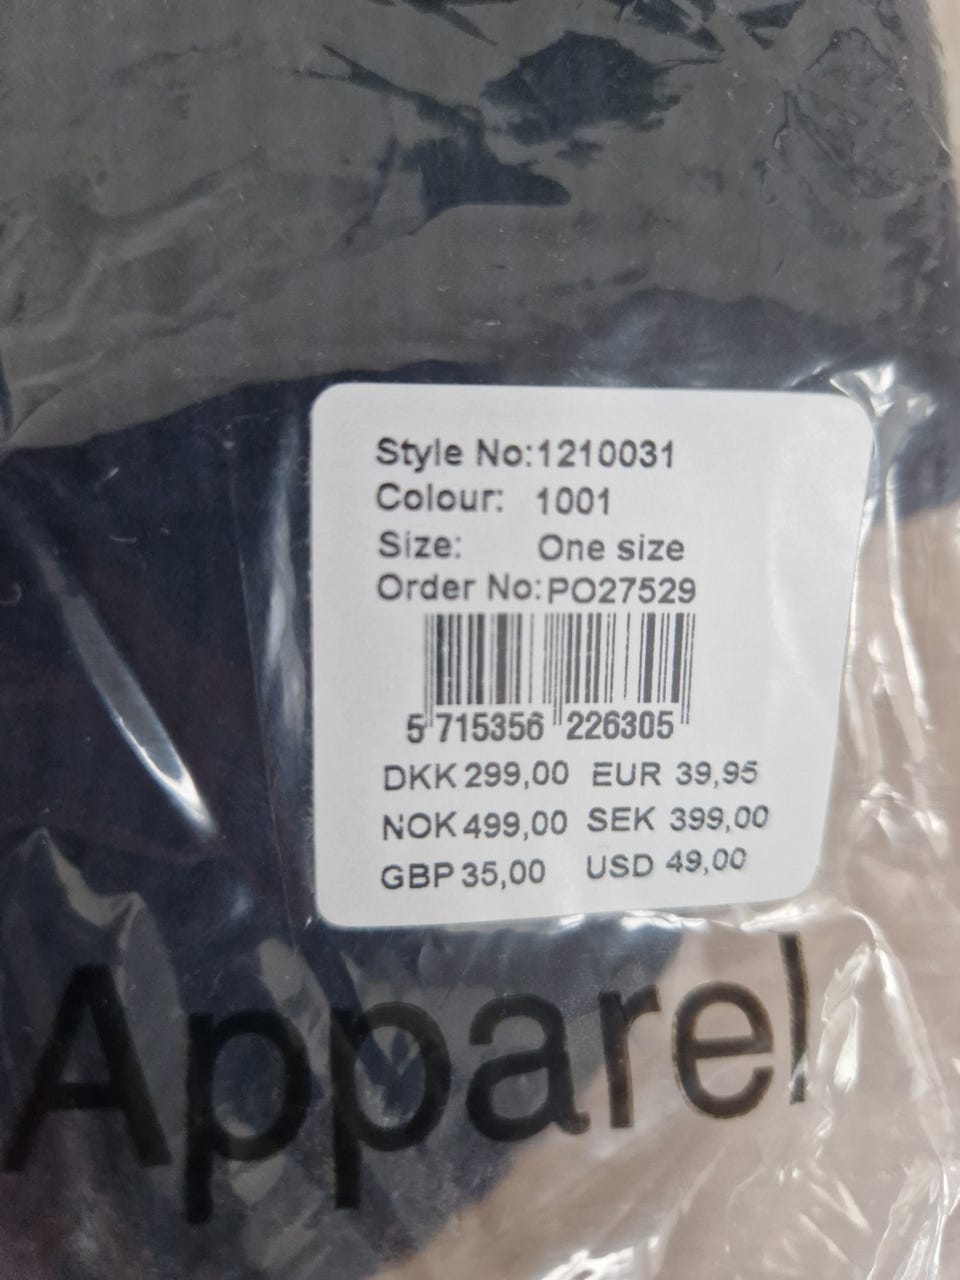 Style No:1210031
Colour: 1001
Size: One size
Order No:PO27529
5 715356 226305
DKK 299,00 EUR 39,95
NOK 499,00 SEK 399,00
GBP 35,00 USD 49,00
Apparel